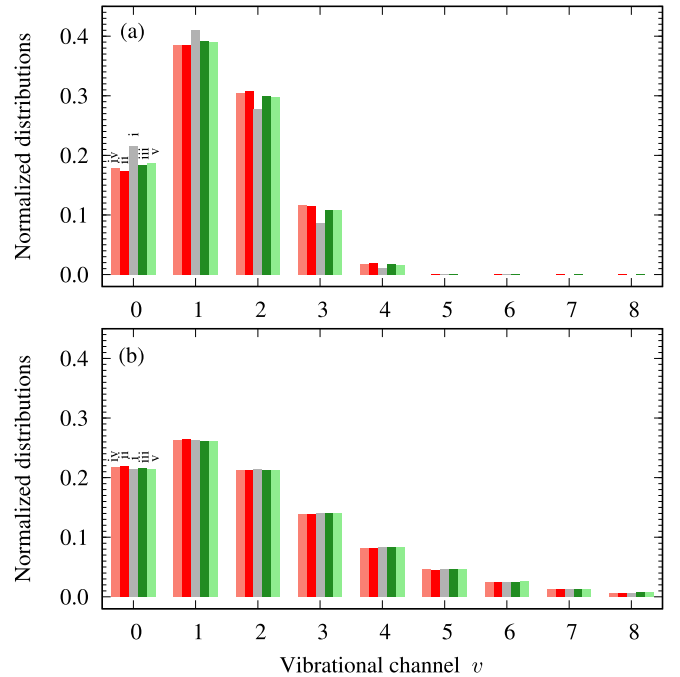 (a)
Normalized distributions
0.4
0.3
0.2
0.1
0.0
iv
ii
i
iii
v
0 1 2 3 4 5 6 7 8
(b)
Normalized distributions
0.4
0.3
0.2
0.1
0.0
iv
ii
i
iii
v
0 1 2 3 4 5 6 7 8
Vibrational channel v